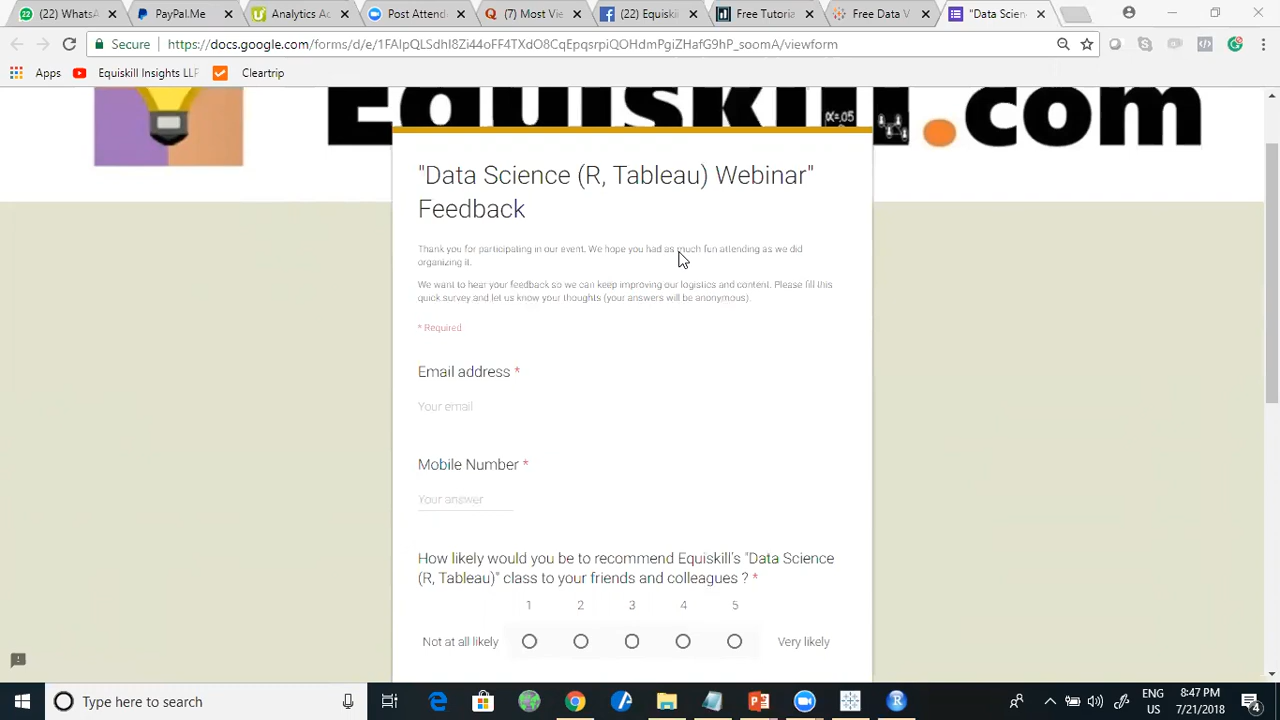 (22) WhatsA
PayPal.Me
Analytics Ac
Post Attend
(7) Most Vie
(22) Equiskil
Free Tutoria
Free Data V
"Data Scien
Secure
https://docs.google.com/forms/d/e/1FAIpQLSdhI8Zi44oFF4TXdO8CqEpqsrpiQOHdmPgiZHafG9hP_soomA/viewform
Apps
Equiskill Insights LLP
Cleartrip
Equiskill.com
α=.05
"Data Science (R, Tableau) Webinar"
Feedback
Thank you for participating in our event. We hope you had as much fun attending as we did
organizing it.
We want to hear your feedback so we can keep improving our logistics and content. Please fill this
quick survey and let us know your thoughts (your answers will be anonymous).
* Required
Email address *
Your email
Mobile Number *
Your answer
How likely would you be to recommend Equiskill's "Data Science
(R, Tableau)" class to your friends and colleagues ? *
1 2 3 4 5
Not at all likely
Very likely
Type here to search
ENG
US
8:47 PM
7/21/2018
4